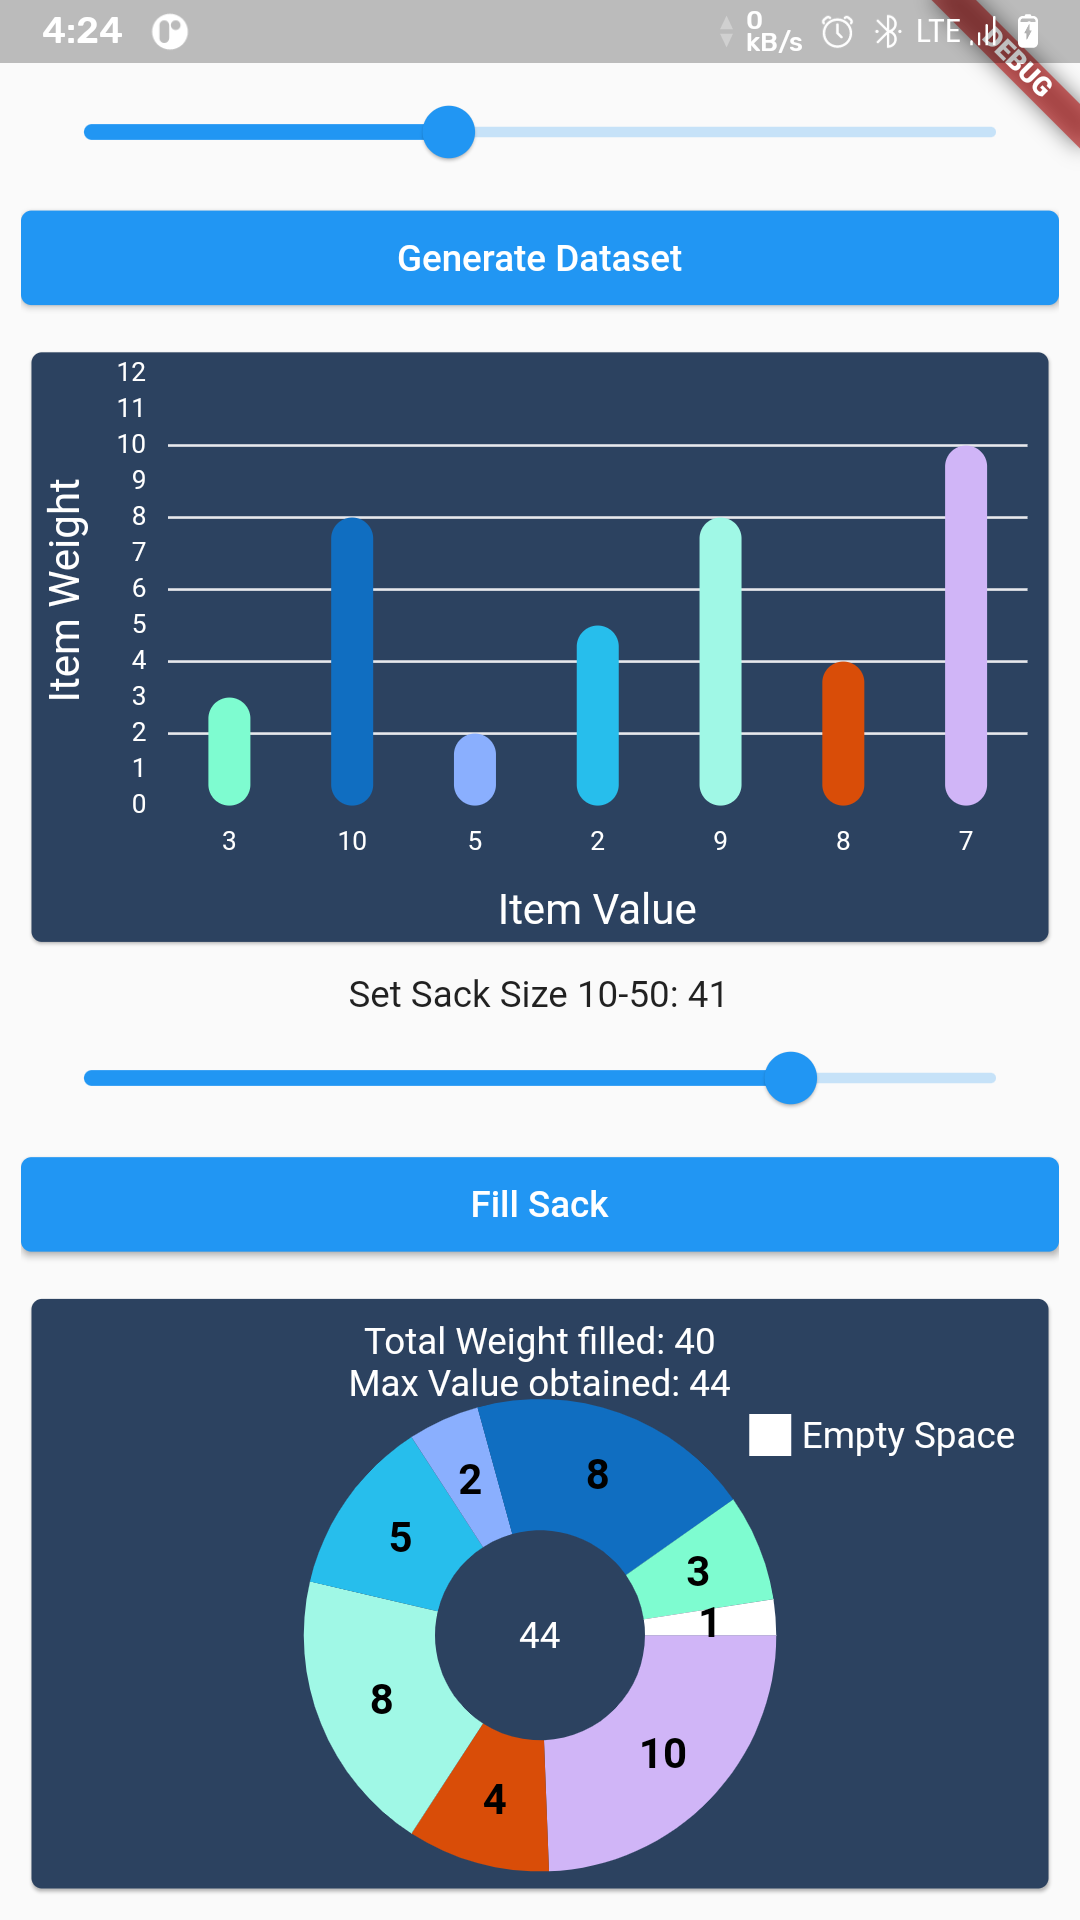 4:24
0
kB/s
LTE
DEBUG
Generate Dataset
12
11
10
9
8
7
6
5
4
3
2
1
0
Item Weight
3 10 5 2 9 8 7
Item Value
Set Sack Size 10-50: 41
Fill Sack
Total Weight filled: 40
Max Value obtained: 44
Empty Space
2
8
5
3
1
44
8
10
4